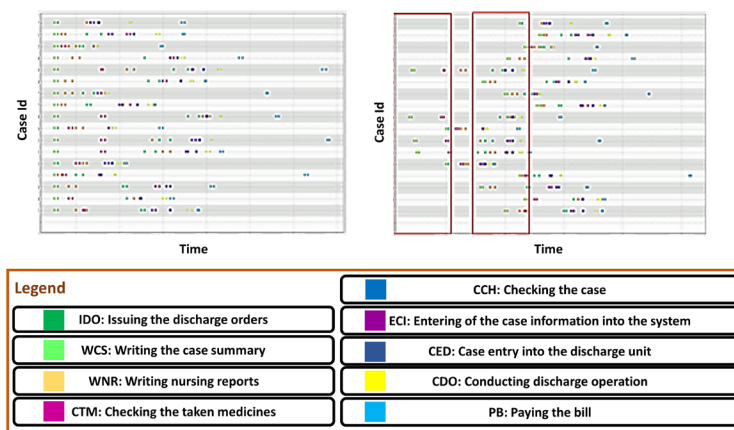 Case Id
Time
Case Id
Time
Legend
IDO: Issuing the discharge orders
WCS: Writing the case summary
WNR: Writing nursing reports
CTM: Checking the taken medicines
CCH: Checking the case
ECI: Entering of the case information into the system
CED: Case entry into the discharge unit
CDO: Conducting discharge operation
PB: Paying the bill